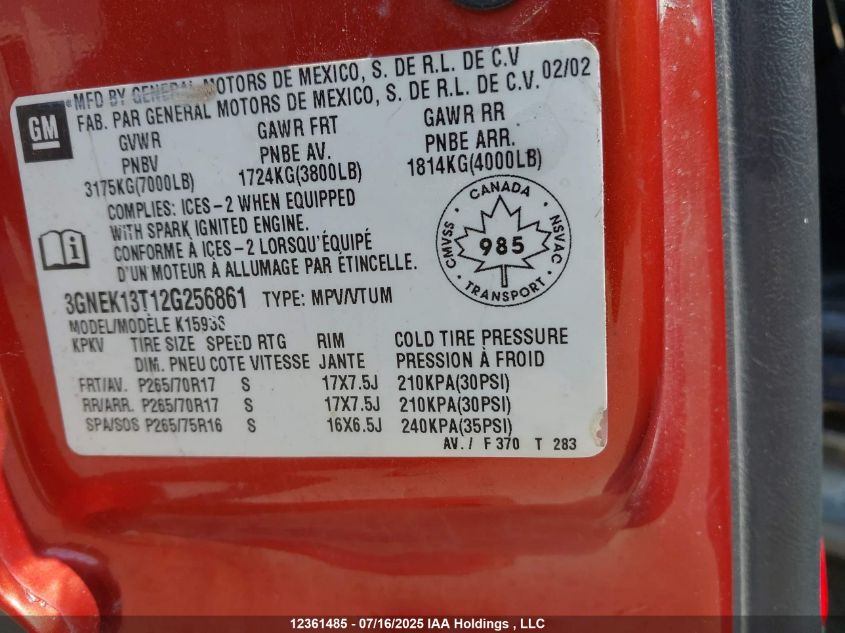 MFD BY GENERAL MOTORS DE MEXICO, S. DE R.L. DE C.V
FAB. PAR GENERAL MOTORS DE MEXICO, S. DE R.L. DE C.V. 02/02
GM
GVWR GAWR FRT GAWR RR
PNBV PNBE AV. PNBE ARR.
3175KG(7000LB) 1724KG(3800LB) 1814KG(4000LB)
COMPLIES: ICES-2 WHEN EQUIPPED
WITH SPARK IGNITED ENGINE.
CONFORME À ICES-2 LORSQU'ÉQUIPÉ
D'UN MOTEUR À ALLUMAGE PAR ÉTINCELLE.
CANADA
CMVSS 985 NSVAC
TRANSPORT
3GNEK13T12G256861 TYPE: MPV/VTUM
MODEL/MODÈLE
KPKV TIRE SIZE SPEED RTG RIM COLD TIRE PRESSURE
DIM. PNEU COTE VITESSE JANTE PRESSION À FROID
FRT/AV. P265/70R17 S 17X7.5J 210KPA(30PSI)
RR/ARR. P265/70R17 S 17X7.5J 210KPA(30PSI)
SPA/SOS P265/75R16 S 16X6.5J 240KPA(35PSI)
AV./ F 370 T 283
12361485 - 07/16/2025 IAA Holdings , LLC